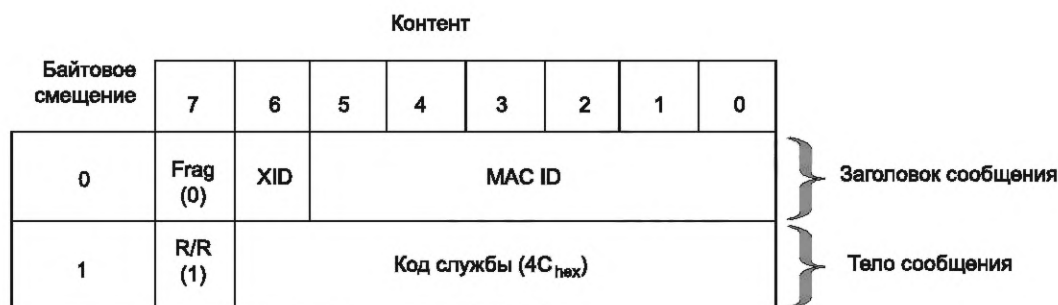 Контент
Байтовое
смещение
7 6 5 4 3 2 1 0
0 Frag (0) XID MAC ID Заголовок сообщения
1 R/R (1) Код службы (4Chex) Тело сообщения